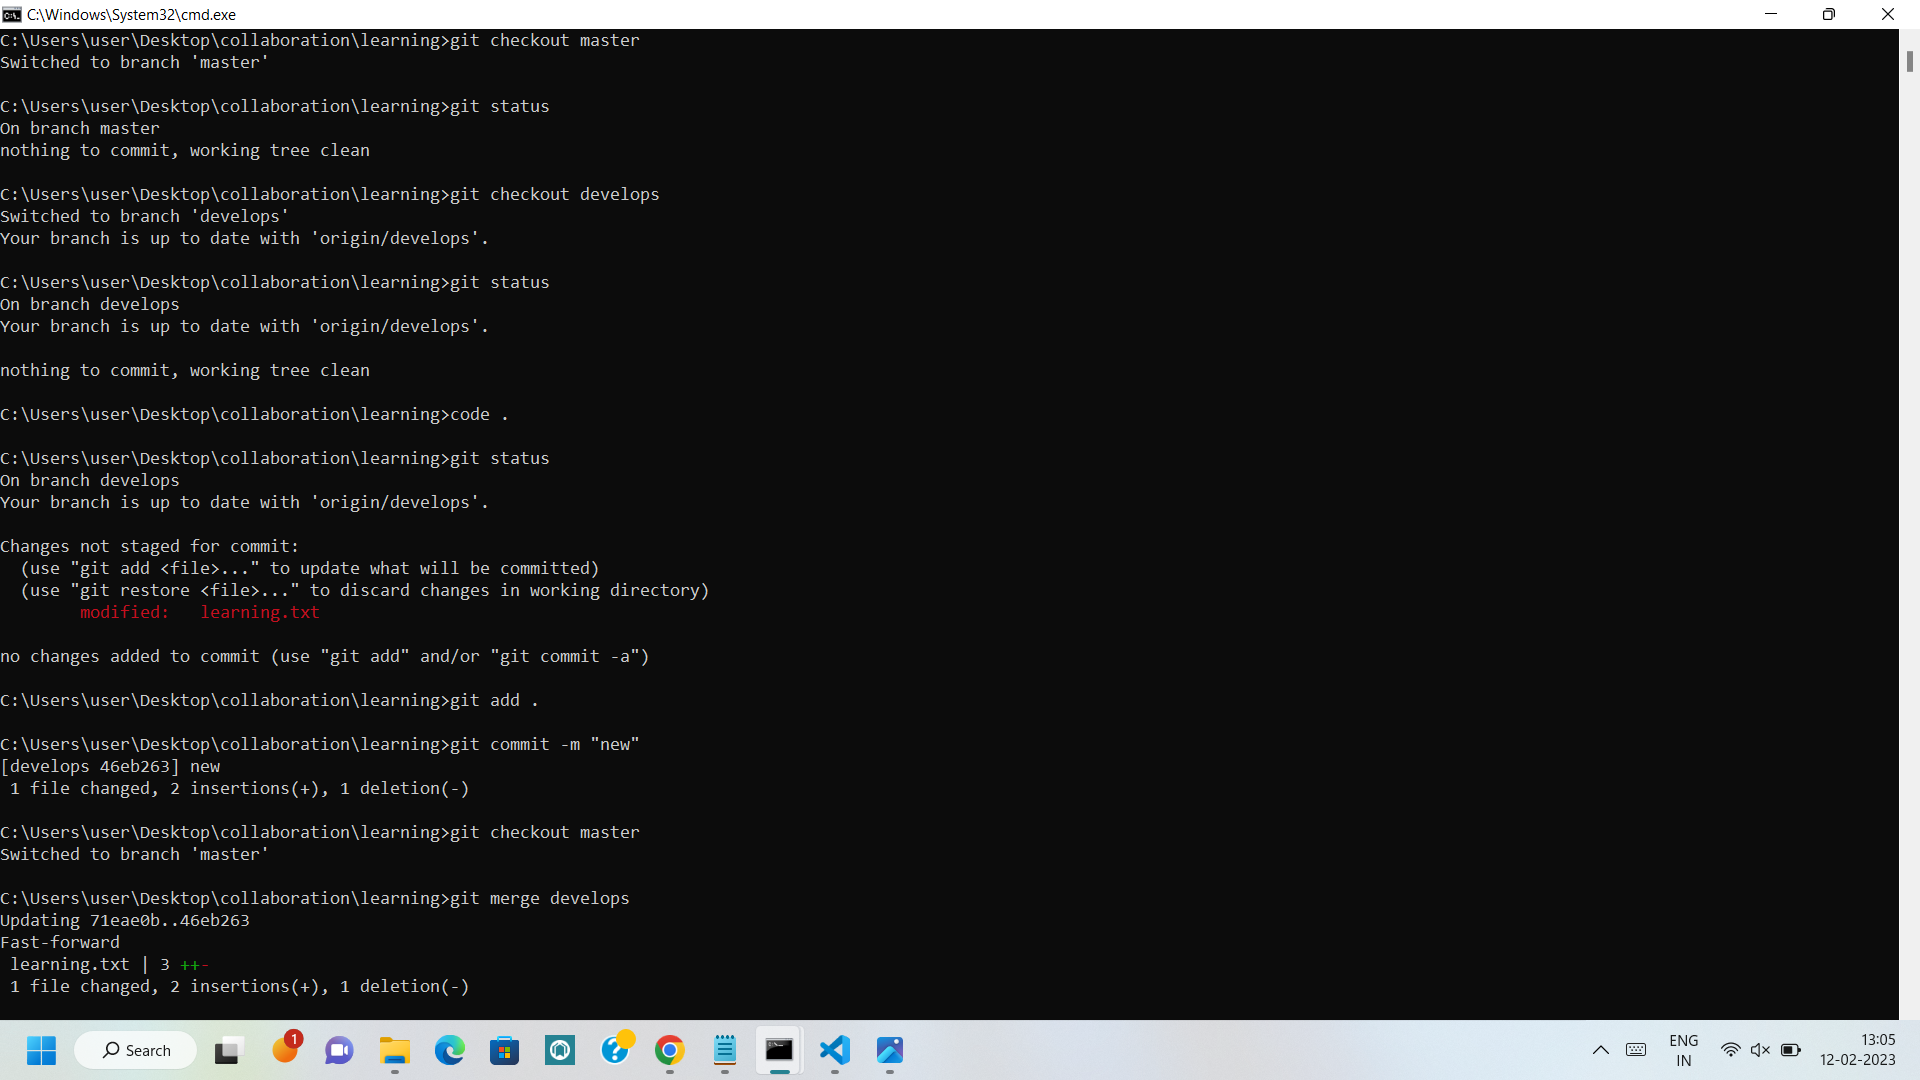 C:\Windows\System32\cmd.exe
C:\Users\user\Desktop\collaboration\learning>git checkout master
Switched to branch 'master'
C:\Users\user\Desktop\collaboration\learning>git status
On branch master
nothing to commit, working tree clean
C:\Users\user\Desktop\collaboration\learning>git checkout develops
Switched to branch 'develops'
Your branch is up to date with 'origin/develops'.
C:\Users\user\Desktop\collaboration\learning>git status
On branch develops
Your branch is up to date with 'origin/develops'.
nothing to commit, working tree clean
C:\Users\user\Desktop\collaboration\learning>code .
C:\Users\user\Desktop\collaboration\learning>git status
On branch develops
Your branch is up to date with 'origin/develops'.
Changes not staged for commit:
  (use "git add <file>..." to update what will be committed)
  (use "git restore <file>..." to discard changes in working directory)
        modified:   learning.txt
no changes added to commit (use "git add" and/or "git commit -a")
C:\Users\user\Desktop\collaboration\learning>git add .
C:\Users\user\Desktop\collaboration\learning>git commit -m "new"
[develops 46eb263] new
 1 file changed, 2 insertions(+), 1 deletion(-)
C:\Users\user\Desktop\collaboration\learning>git checkout master
Switched to branch 'master'
C:\Users\user\Desktop\collaboration\learning>git merge develops
Updating 71eae0b..46eb263
Fast-forward
 learning.txt | 3 ++-
 1 file changed, 2 insertions(+), 1 deletion(-)
Search
1
ENG
IN
13:05
12-02-2023